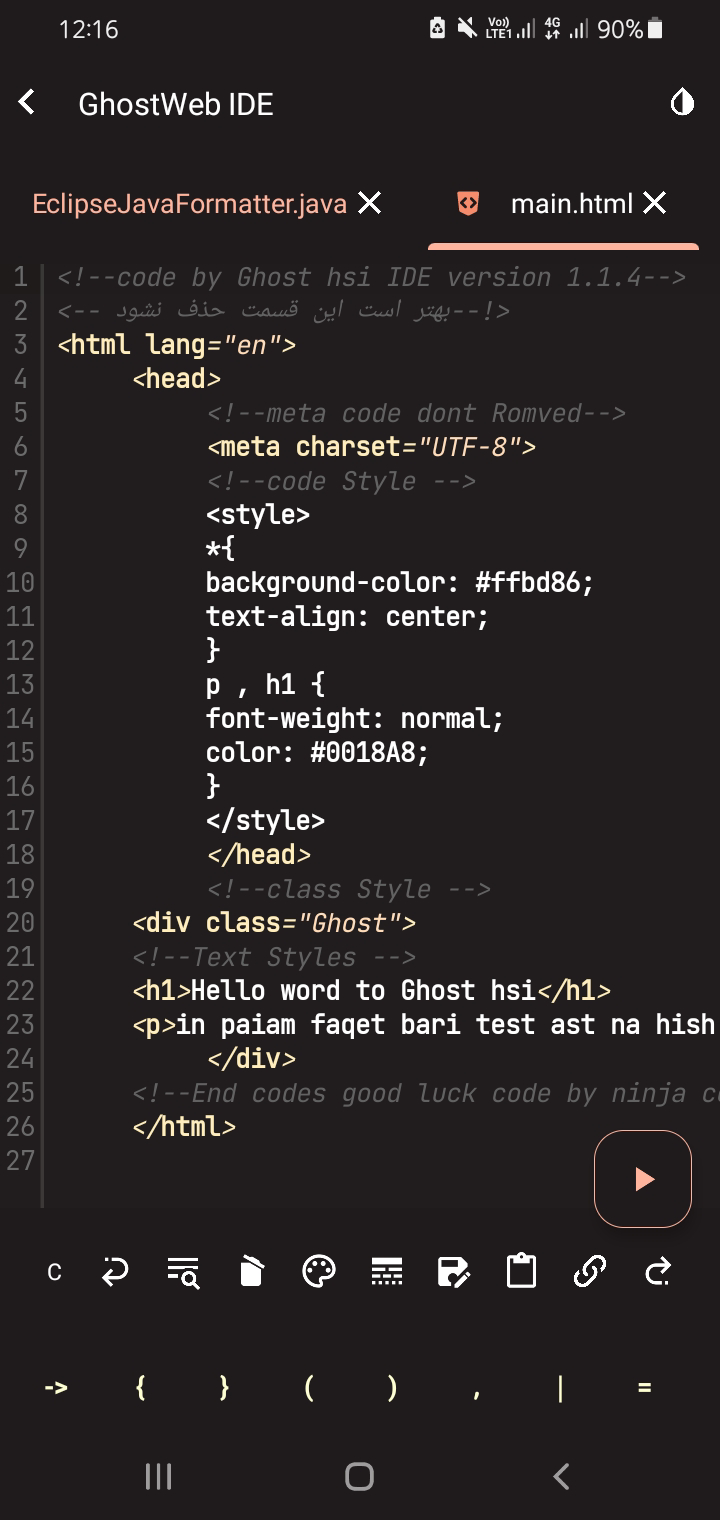 12:16 Vo)) LTE1 4G 90%
GhostWeb IDE
EclipseJavaFormatter.java main.html
1 <!--code by Ghost hsi IDE version 1.1.4-->
2 <!--بهتر است این قسمت حذف نشود -->
3 <html lang="en">
4 <head>
5 <!--meta code dont Romved-->
6 <meta charset="UTF-8">
7 <!--code Style -->
8 <style>
9 *{
10 background-color: #ffbd86;
11 text-align: center;
12 }
13 p , h1 {
14 font-weight: normal;
15 color: #0018A8;
16 }
17 </style>
18 </head>
19 <!--class Style -->
20 <div class="Ghost">
21 <!--Text Styles -->
22 <h1>Hello word to Ghost hsi</h1>
23 <p>in paiam faqet bari test ast na hish
24 </div>
25 <!--End codes good luck code by ninja c
26 </html>
27
C
-> { } ( ) , | =